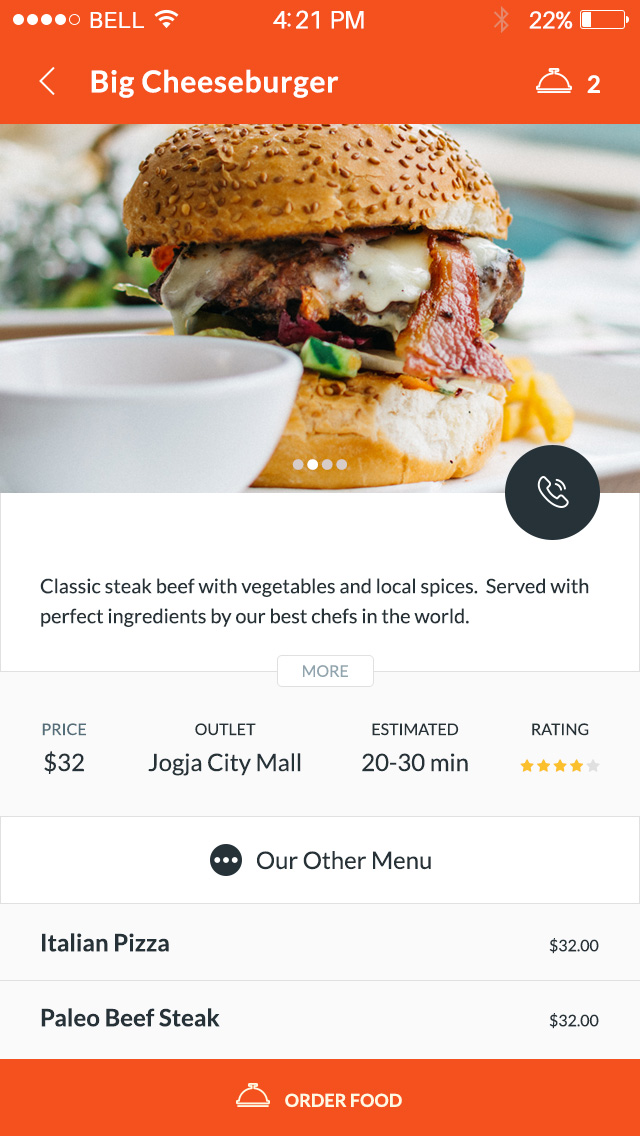 BELL 4:21 PM 22%
Big Cheeseburger 2
Classic steak beef with vegetables and local spices. Served with
perfect ingredients by our best chefs in the world.
MORE
PRICE OUTLET ESTIMATED RATING
$32 Jogja City Mall 20-30 min
Our Other Menu
Italian Pizza $32.00
Paleo Beef Steak $32.00
ORDER FOOD